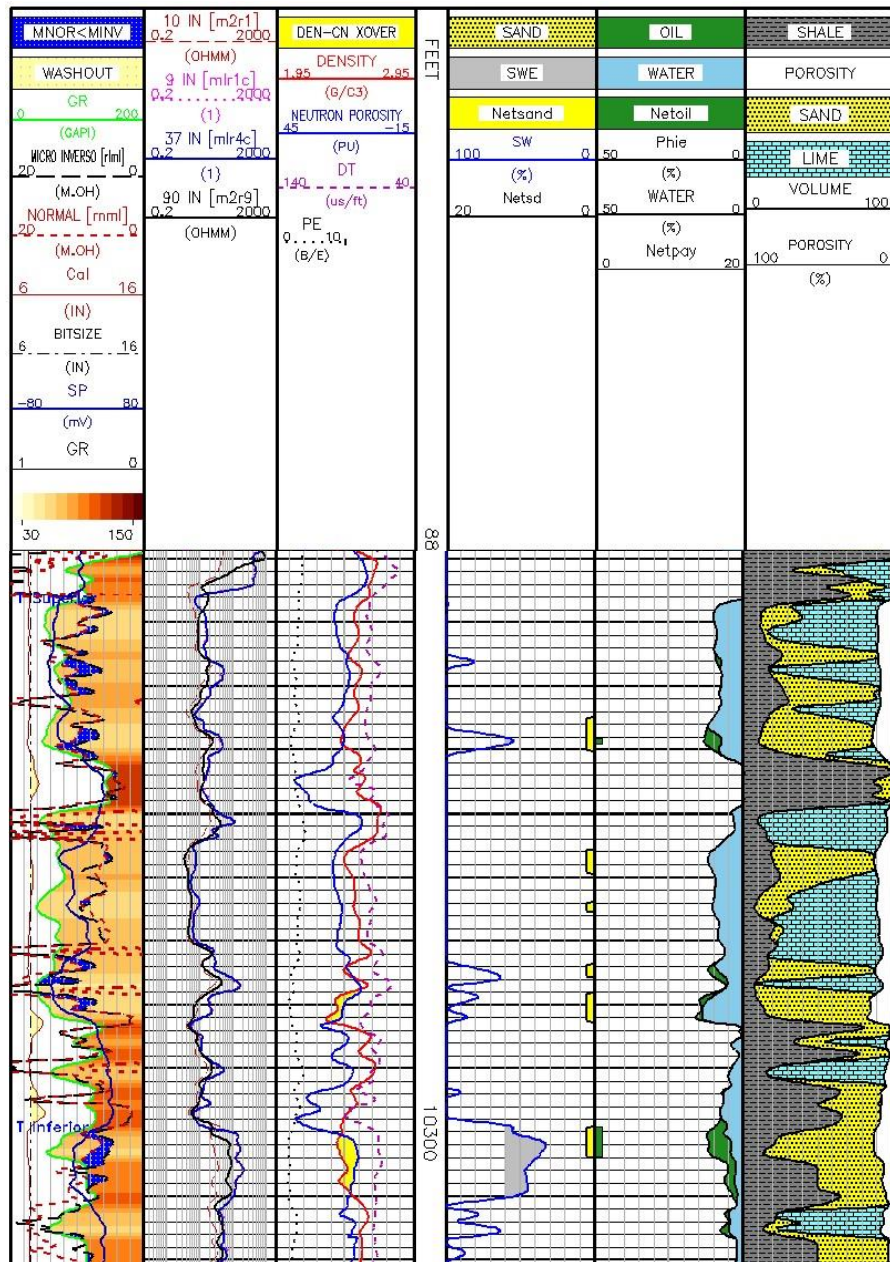 MNOR<MINV
WASHOUT
GR
0 200
(GAPI)
MICRO INVERSO [rlml]
20 0
(M.OH)
NORMAL [rnml]
20 0
(M.OH)
Cal
6 16
(IN)
BITSIZE
6 16
(IN)
SP
-80 80
(mV)
GR
1 0
30 150
10 IN [m2r1]
0.2 2000
(OHMM)
9 IN [mlr1c]
0.2 2000
(1)
37 IN [mlr4c]
0.2 2000
(1)
90 IN [m2r9]
0.2 2000
(OHMM)
DEN-CN XOVER
DENSITY
1.95 2.95
(G/C3)
NEUTRON POROSITY
45 -15
(PU)
DT
140 40
(us/ft)
PE
0 10
(B/E)
FEET
88
10300
SAND
SWE
Netsand
SW
100 0
(%)
Netsd
20 0
OIL
WATER
Netoil
Phie
50 0
(%)
WATER
50 0
(%)
Netpay
0 20
SHALE
POROSITY
SAND
LIME
VOLUME
0 100
POROSITY
100 0
(%)
T Superior
T Inferior